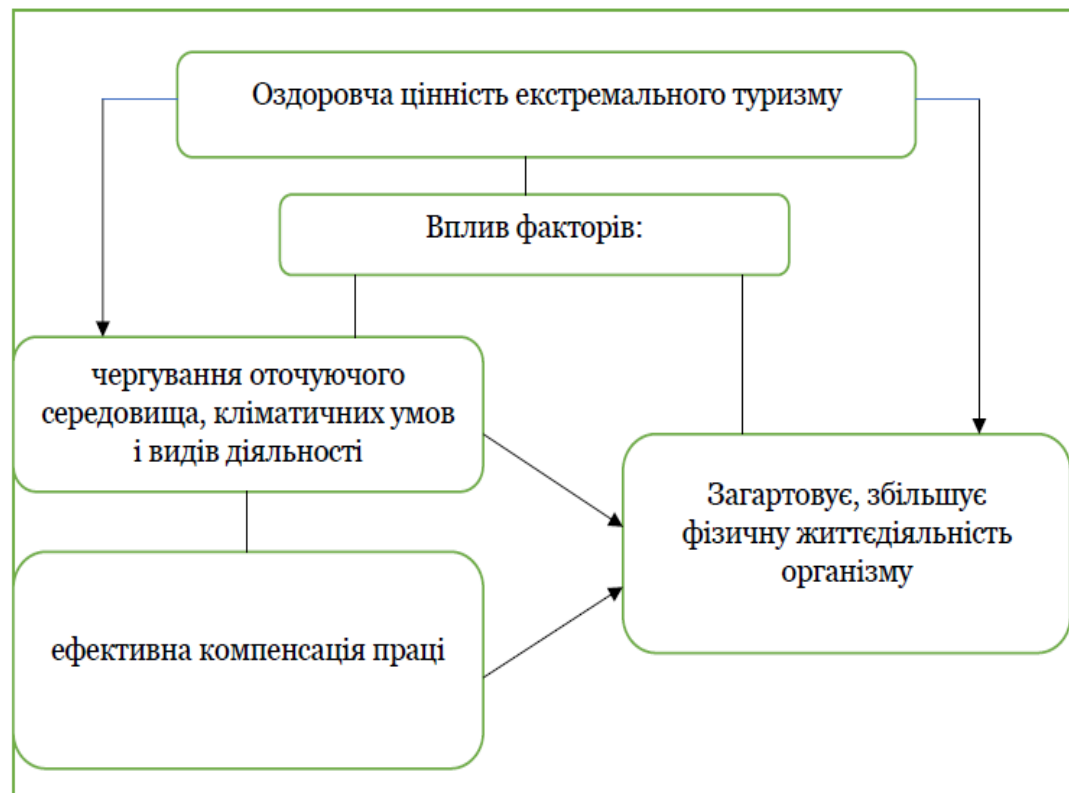 Оздоровча цінність екстремального туризму
Вплив факторів:
чергування оточуючого
середовища, кліматичних умов
і видів діяльності
Загартовує, збільшує
фізичну життєдіяльність
організму
ефективна компенсація праці